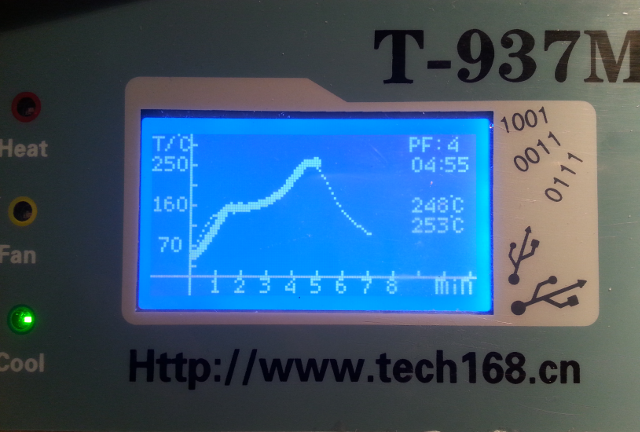 T-937M
1001
0011
0111
Heat
Fan
Cool
T/℃
250
160
70
PF:4
04:55
248℃
253℃
1 2 3 4 5 6 7 8 min
Http://www.tech168.cn